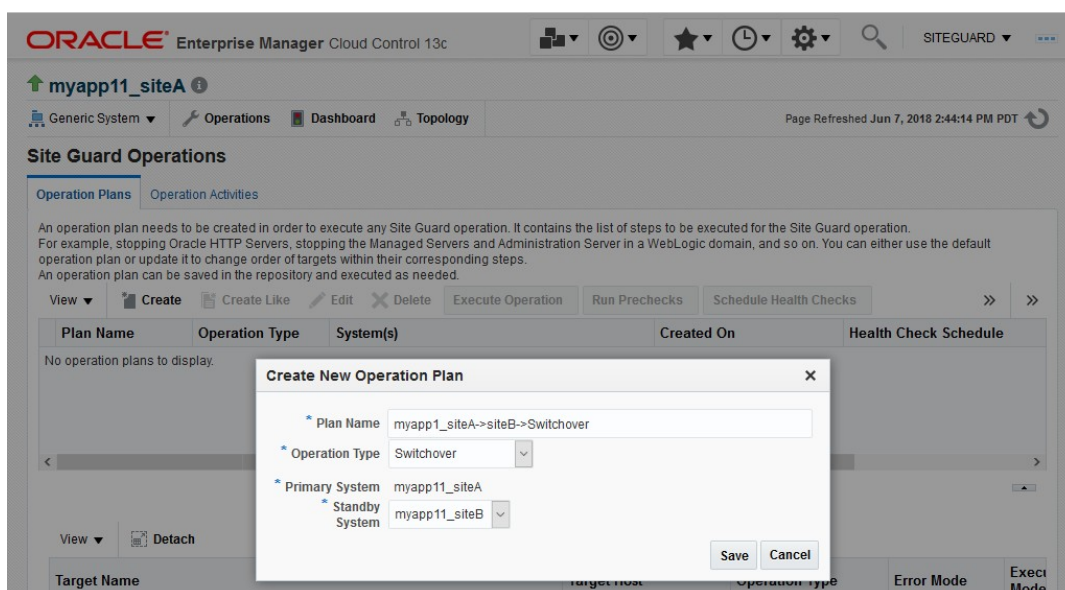 ORACLE Enterprise Manager Cloud Control 13c
SITEGUARD
myapp11_siteA
Generic System
Operations
Dashboard
Topology
Page Refreshed Jun 7, 2018 2:44:14 PM PDT
Site Guard Operations
Operation Plans
Operation Activities
An operation plan needs to be created in order to execute any Site Guard operation. It contains the list of steps to be executed for the Site Guard operation.
For example, stopping Oracle HTTP Servers, stopping the Managed Servers and Administration Server in a WebLogic domain, and so on. You can either use the default
operation plan or update it to change order of targets within their corresponding steps.
An operation plan can be saved in the repository and executed as needed.
View
Create
Create Like
Edit
Delete
Execute Operation
Run Prechecks
Schedule Health Checks
Plan Name
Operation Type
System(s)
Created On
Health Check Schedule
No operation plans to display.
Create New Operation Plan
* Plan Name myapp1_siteA->siteB->Switchover
* Operation Type Switchover
* Primary System myapp11_siteA
* Standby
System myapp11_siteB
Save
Cancel
View
Detach
Target Name
Target Host
Operation Type
Error Mode
Mode